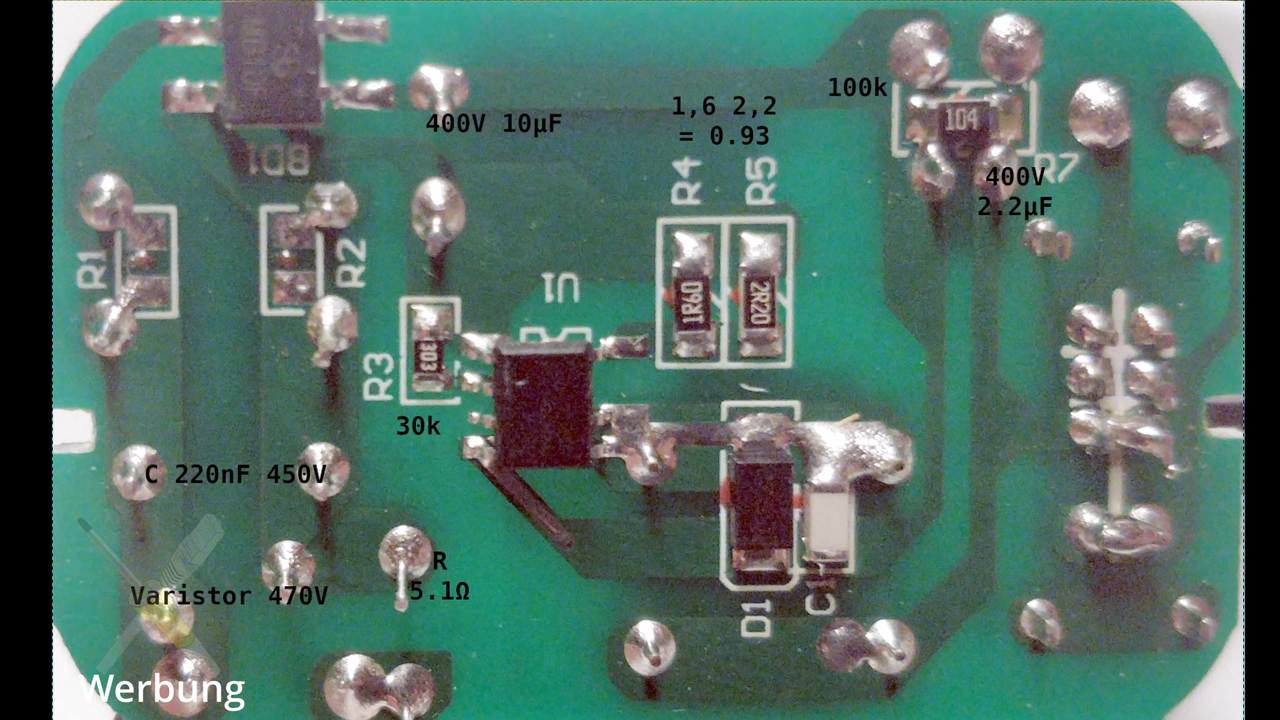 100k
1,6 2,2
= 0.93
400V 10µF
104
BD1
R4
R5
R7
400V
2.2µF
R1
R2
U1
1R60
2R20
R3
303
30k
C 220nF 450V
R
5.1Ω
Varistor 470V
D1
C1
Werbung